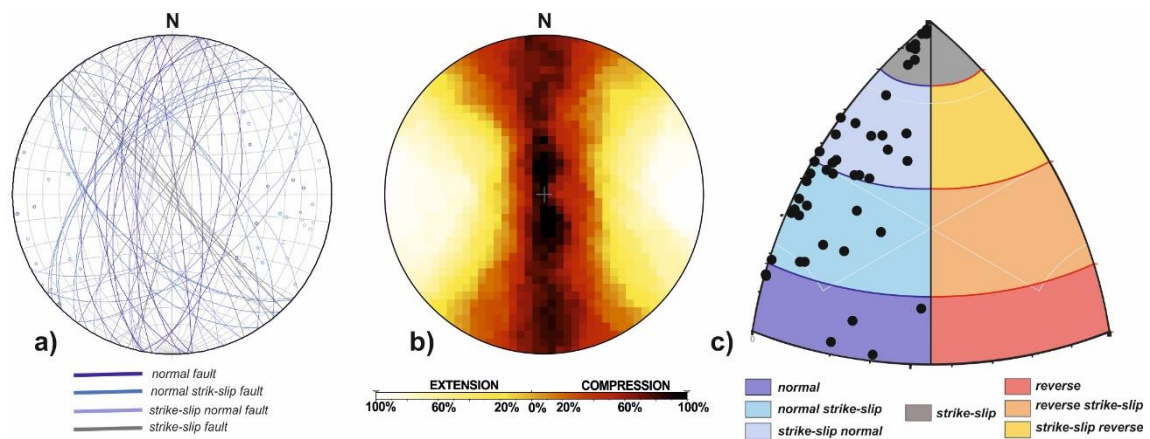 N
N
a)
b)
c)
0
normal fault
normal strik-slip fault
strike-slip normal fault
strike-slip fault
EXTENSION COMPRESSION
100% 60% 20% 0% 20% 60% 100%
normal
normal strike-slip
strike-slip normal
strike-slip
reverse
reverse strike-slip
strike-slip reverse